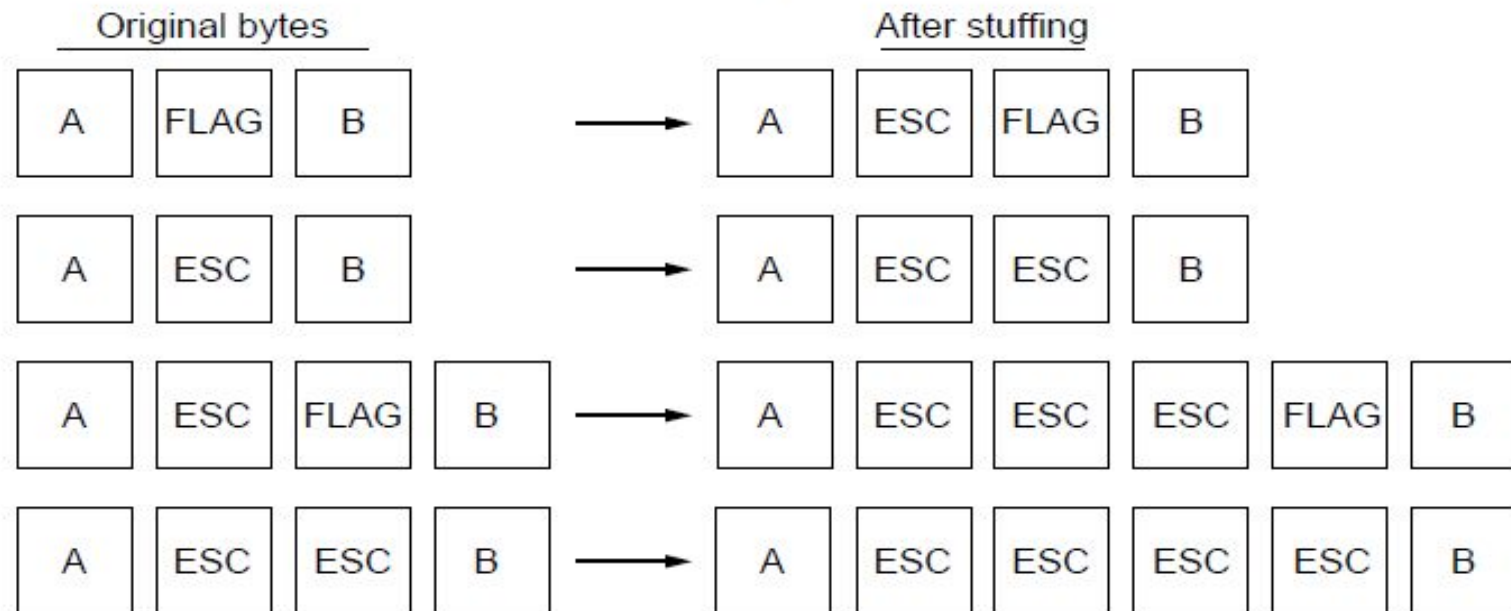 Original bytes After stuffing
A FLAG B A ESC FLAG B
A ESC B A ESC ESC B
A ESC FLAG B A ESC ESC ESC FLAG B
A ESC ESC B A ESC ESC ESC ESC B